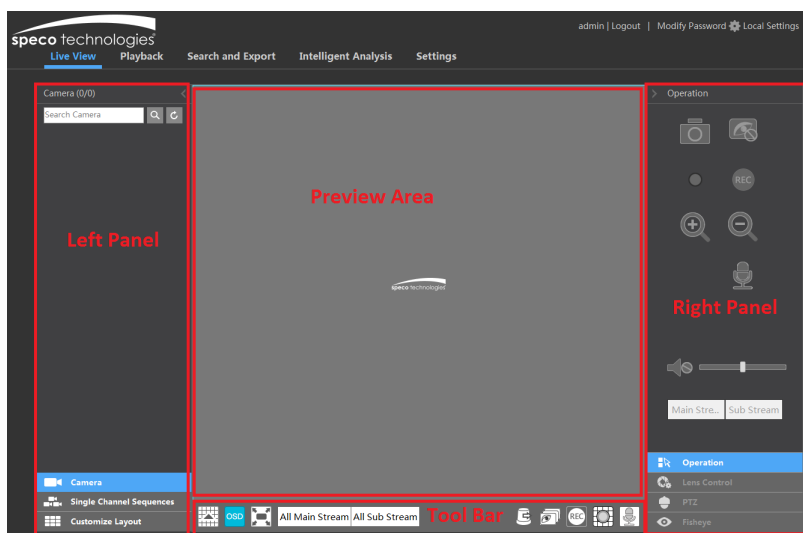 speco technologies
admin | Logout | Modify Password Local Settings
Live View Playback Search and Export Intelligent Analysis Settings
Camera (0/0) < > Operation
Search Camera
REC
Preview Area
Left Panel
speco technologies
Right Panel
Main Stre... Sub Stream
Camera Operation
Single Channel Sequences Lens Control
Customize Layout PTZ
OSD All Main Stream All Sub Stream Tool Bar REC Fisheye